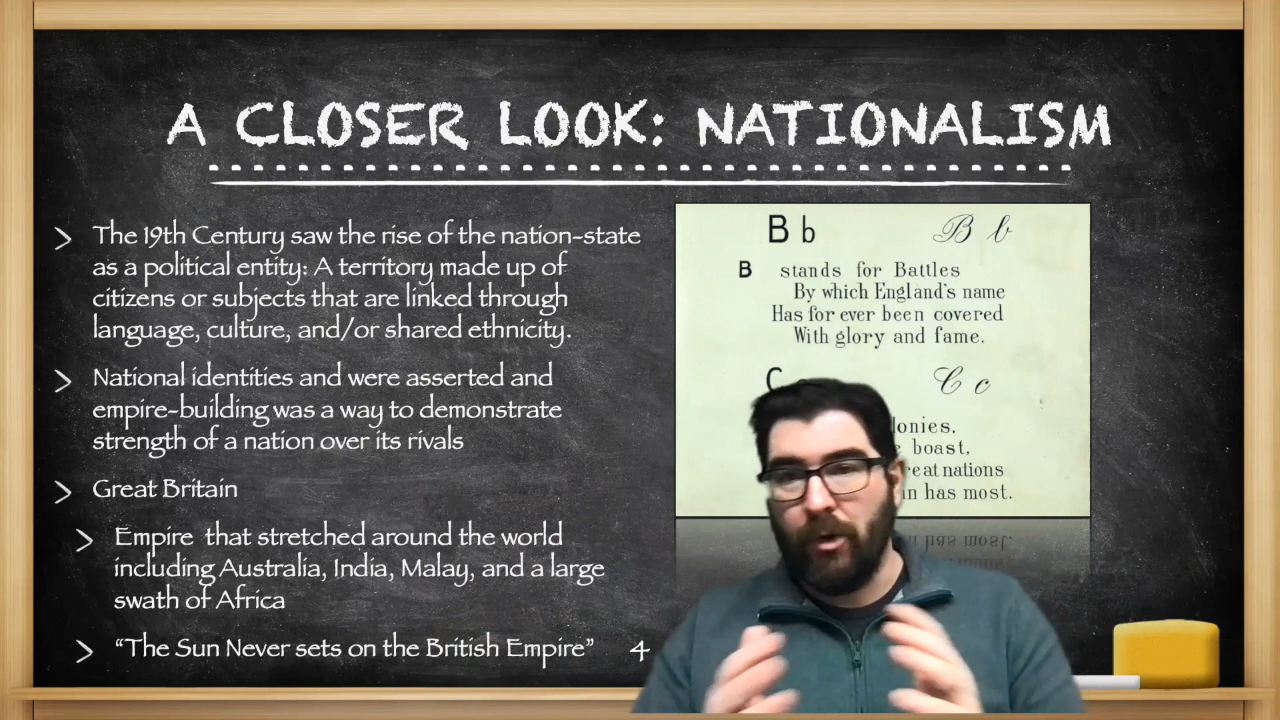 A CLOSER LOOK: NATIONALISM
The 19th Century saw the rise of the nation-state
as a political entity: A territory made up of
citizens or subjects that are linked through
language, culture, and/or shared ethnicity.
National identities and were asserted and
empire-building was a way to demonstrate
strength of a nation over its rivals
Great Britain
Empire that stretched around the world
including Australia, India, Malay, and a large
swath of Africa
“The Sun Never sets on the British Empire”
4
B b B b
B stands for Battles
By which England's name
Has for ever been covered
With glory and fame.
C C c
boast,
nations
has most.